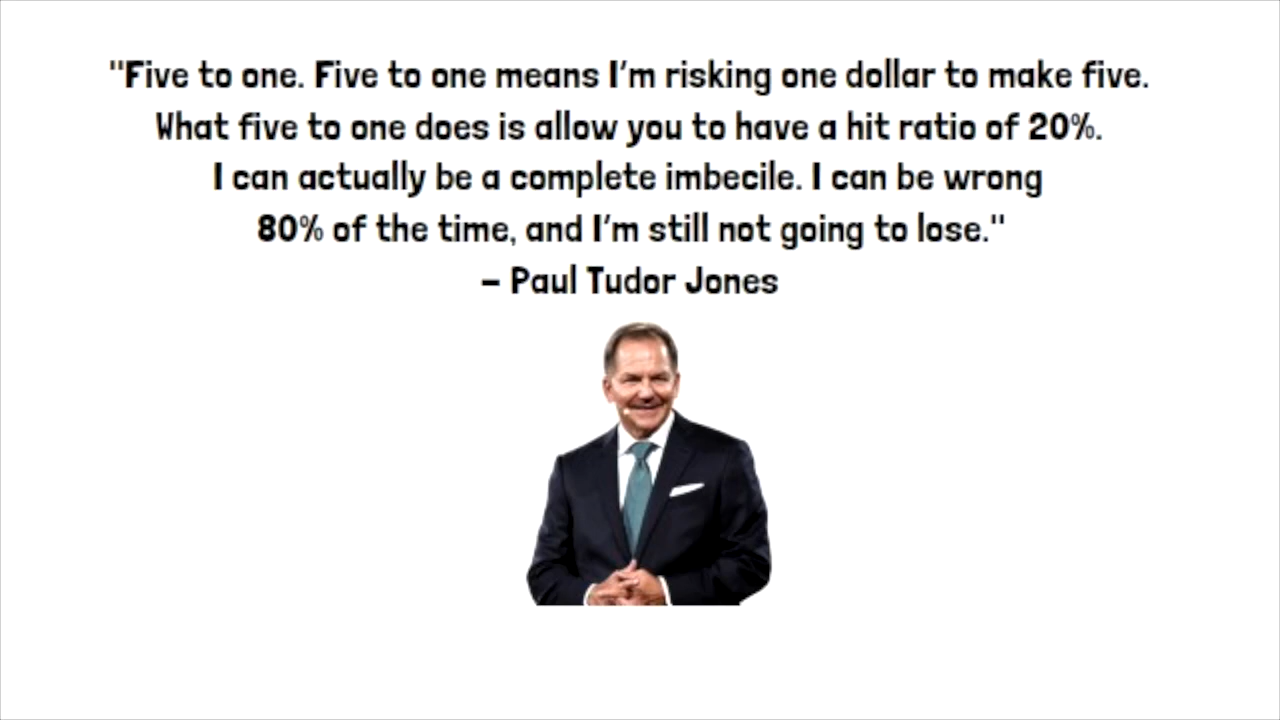 "Five to one. Five to one means I'm risking one dollar to make five.
What five to one does is allow you to have a hit ratio of 20%.
I can actually be a complete imbecile. I can be wrong
80% of the time, and I'm still not going to lose."
– Paul Tudor Jones